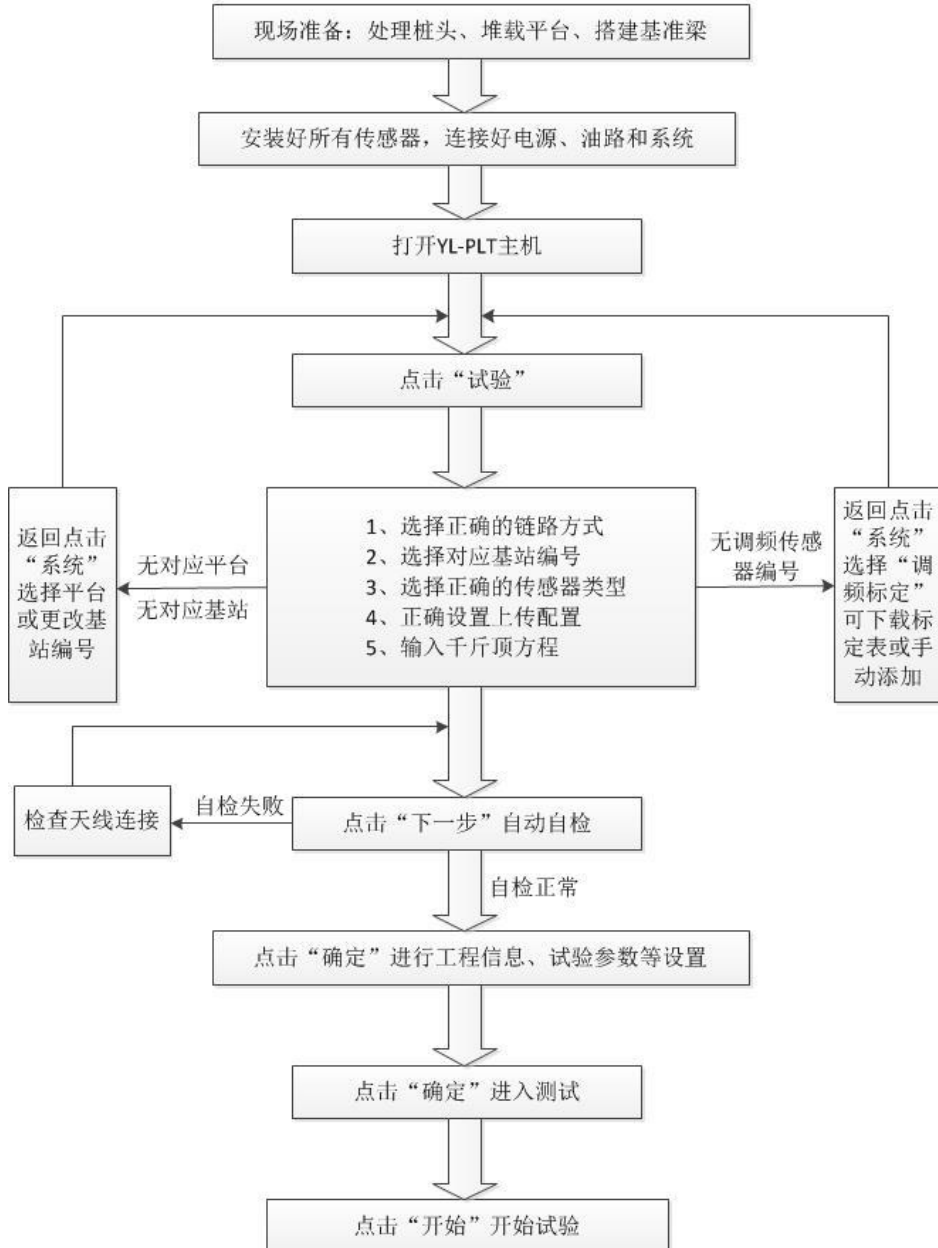 现场准备：处理桩头、堆载平台、搭建基准梁
安装好所有传感器，连接好电源、油路和系统
打开YL-PLT主机
点击“试验”
返回点击
“系统”
选择平台
或更改基
站编号
无对应平台
无对应基站
1、选择正确的链路方式
2、选择对应基站编号
3、选择正确的传感器类型
4、正确设置上传配置
5、输入千斤顶方程
无调频传感
器编号
返回点击
“系统”
选择“调
频标定”
可下载标
定表或手
动添加
检查天线连接
自检失败
点击“下一步”自动自检
自检正常
点击“确定”进行工程信息、试验参数等设置
点击“确定”进入测试
点击“开始”开始试验